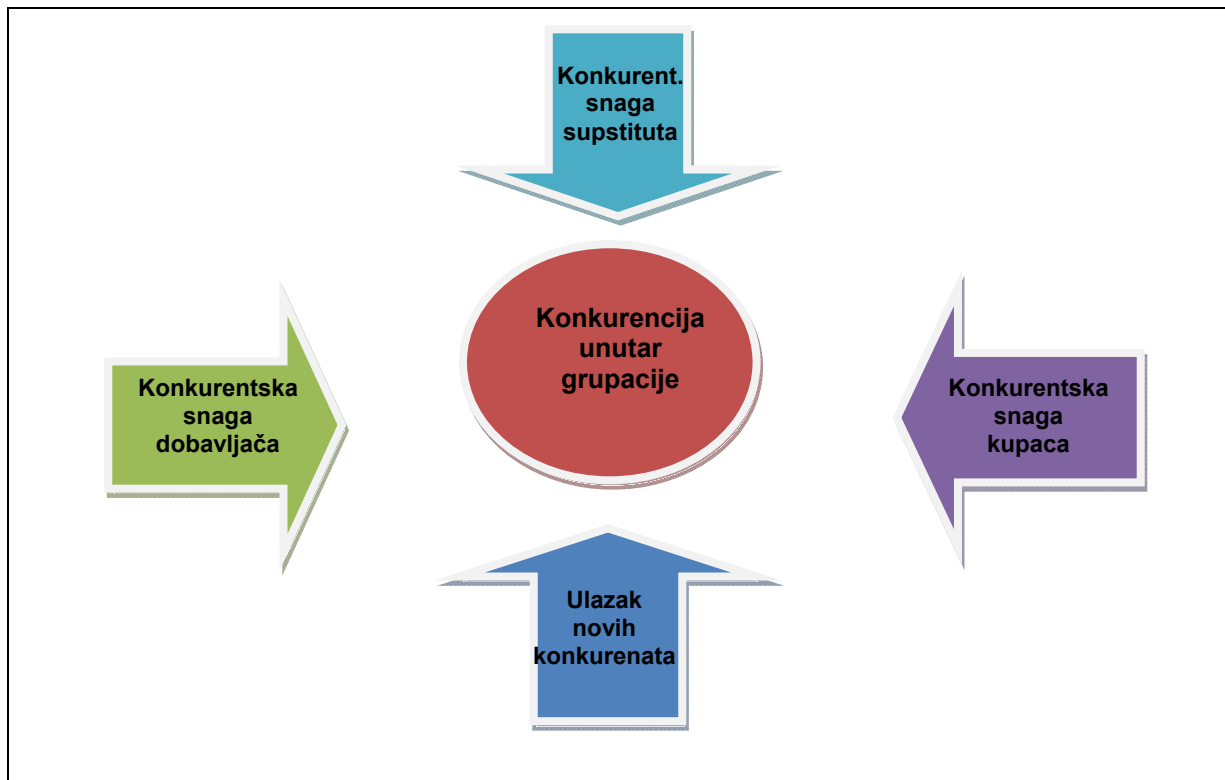 Konkurent.
snaga
supstituta
Konkurencija
unutar
grupacije
Konkurentska
snaga
dobavljača
Konkurentska
snaga
kupaca
Ulazak
novih
konkurenata